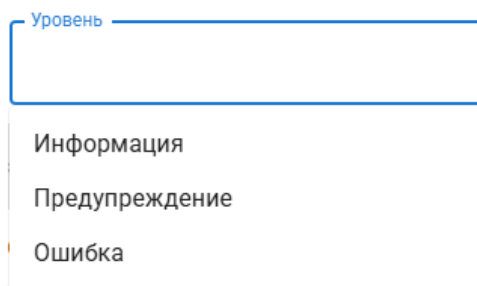 Уровень
Информация
Предупреждение
Ошибка